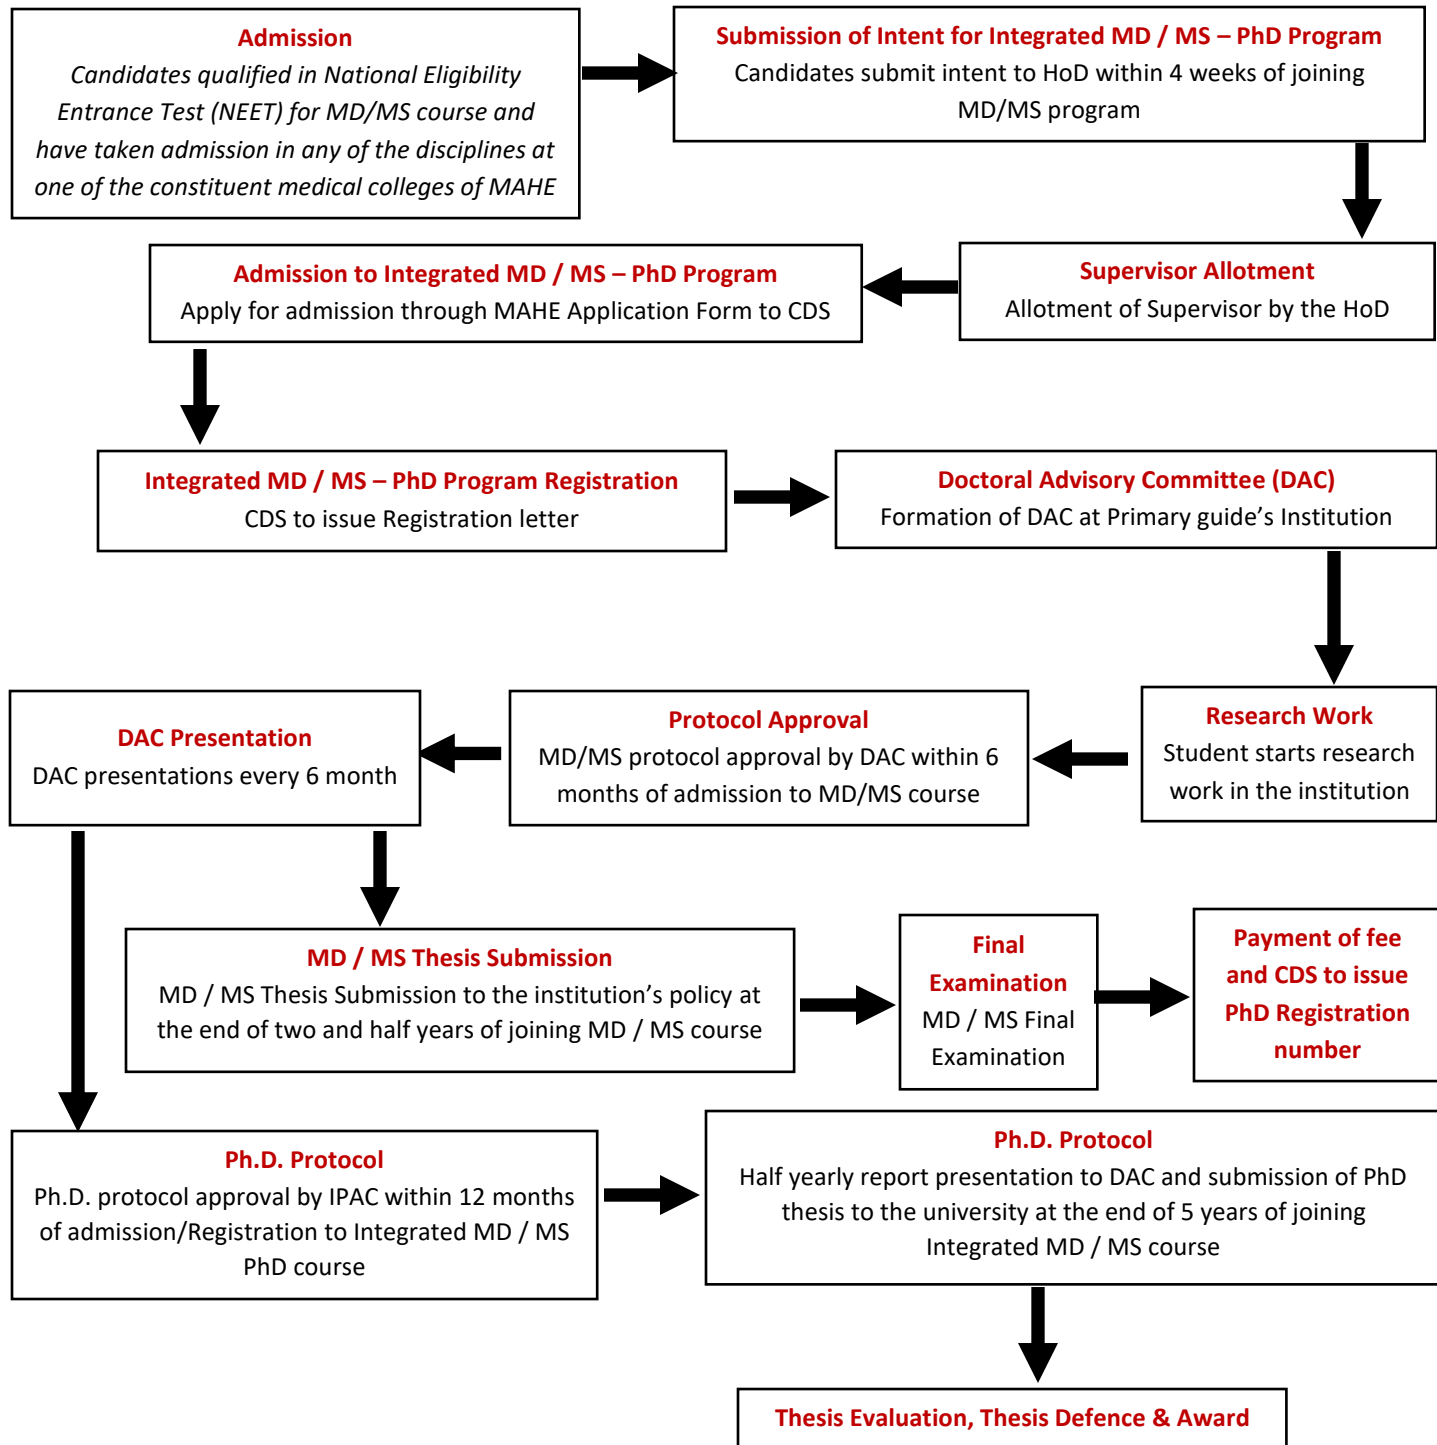 Admission
Candidates qualified in National Eligibility
Entrance Test (NEET) for MD/MS course and
have taken admission in any of the disciplines at
one of the constituent medical colleges of MAHE
Submission of Intent for Integrated MD / MS – PhD Program
Candidates submit intent to HoD within 4 weeks of joining
MD/MS program
Supervisor Allotment
Allotment of Supervisor by the HoD
Admission to Integrated MD / MS – PhD Program
Apply for admission through MAHE Application Form to CDS
Integrated MD / MS – PhD Program Registration
CDS to issue Registration letter
Doctoral Advisory Committee (DAC)
Formation of DAC at Primary guide’s Institution
Research Work
Student starts research
work in the institution
Protocol Approval
MD/MS protocol approval by DAC within 6
months of admission to MD/MS course
DAC Presentation
DAC presentations every 6 month
MD / MS Thesis Submission
MD / MS Thesis Submission to the institution’s policy at
the end of two and half years of joining MD / MS course
Final
Examination
MD / MS Final
Examination
Payment of fee
and CDS to issue
PhD Registration
number
Ph.D. Protocol
Ph.D. protocol approval by IPAC within 12 months
of admission/Registration to Integrated MD / MS
PhD course
Ph.D. Protocol
Half yearly report presentation to DAC and submission of PhD
thesis to the university at the end of 5 years of joining
Integrated MD / MS course
Thesis Evaluation, Thesis Defence & Award